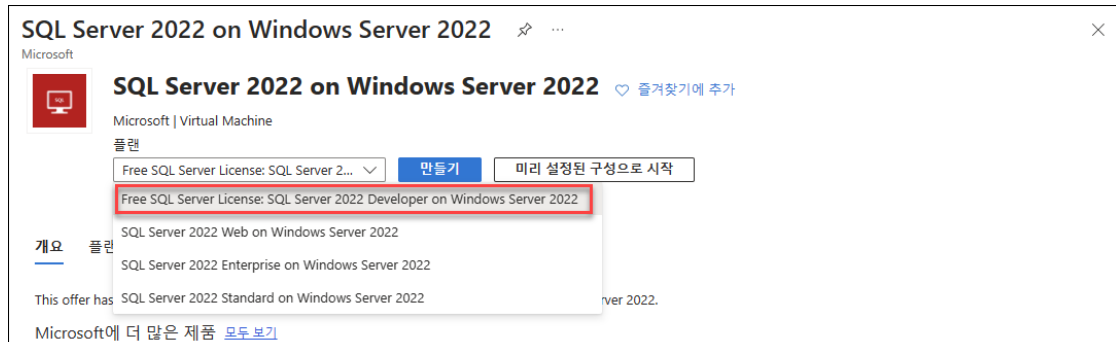 SQL Server 2022 on Windows Server 2022 ...
Microsoft
SQL Server 2022 on Windows Server 2022 즐겨찾기에 추가
Microsoft | Virtual Machine
플랜
Free SQL Server License: SQL Server 2... 만들기 미리 설정된 구성으로 시작
Free SQL Server License: SQL Server 2022 Developer on Windows Server 2022
SQL Server 2022 Web on Windows Server 2022
개요 플랜
SQL Server 2022 Enterprise on Windows Server 2022
SQL Server 2022 Standard on Windows Server 2022
This offer has rver 2022.
Microsoft에 더 많은 제품 모두 보기